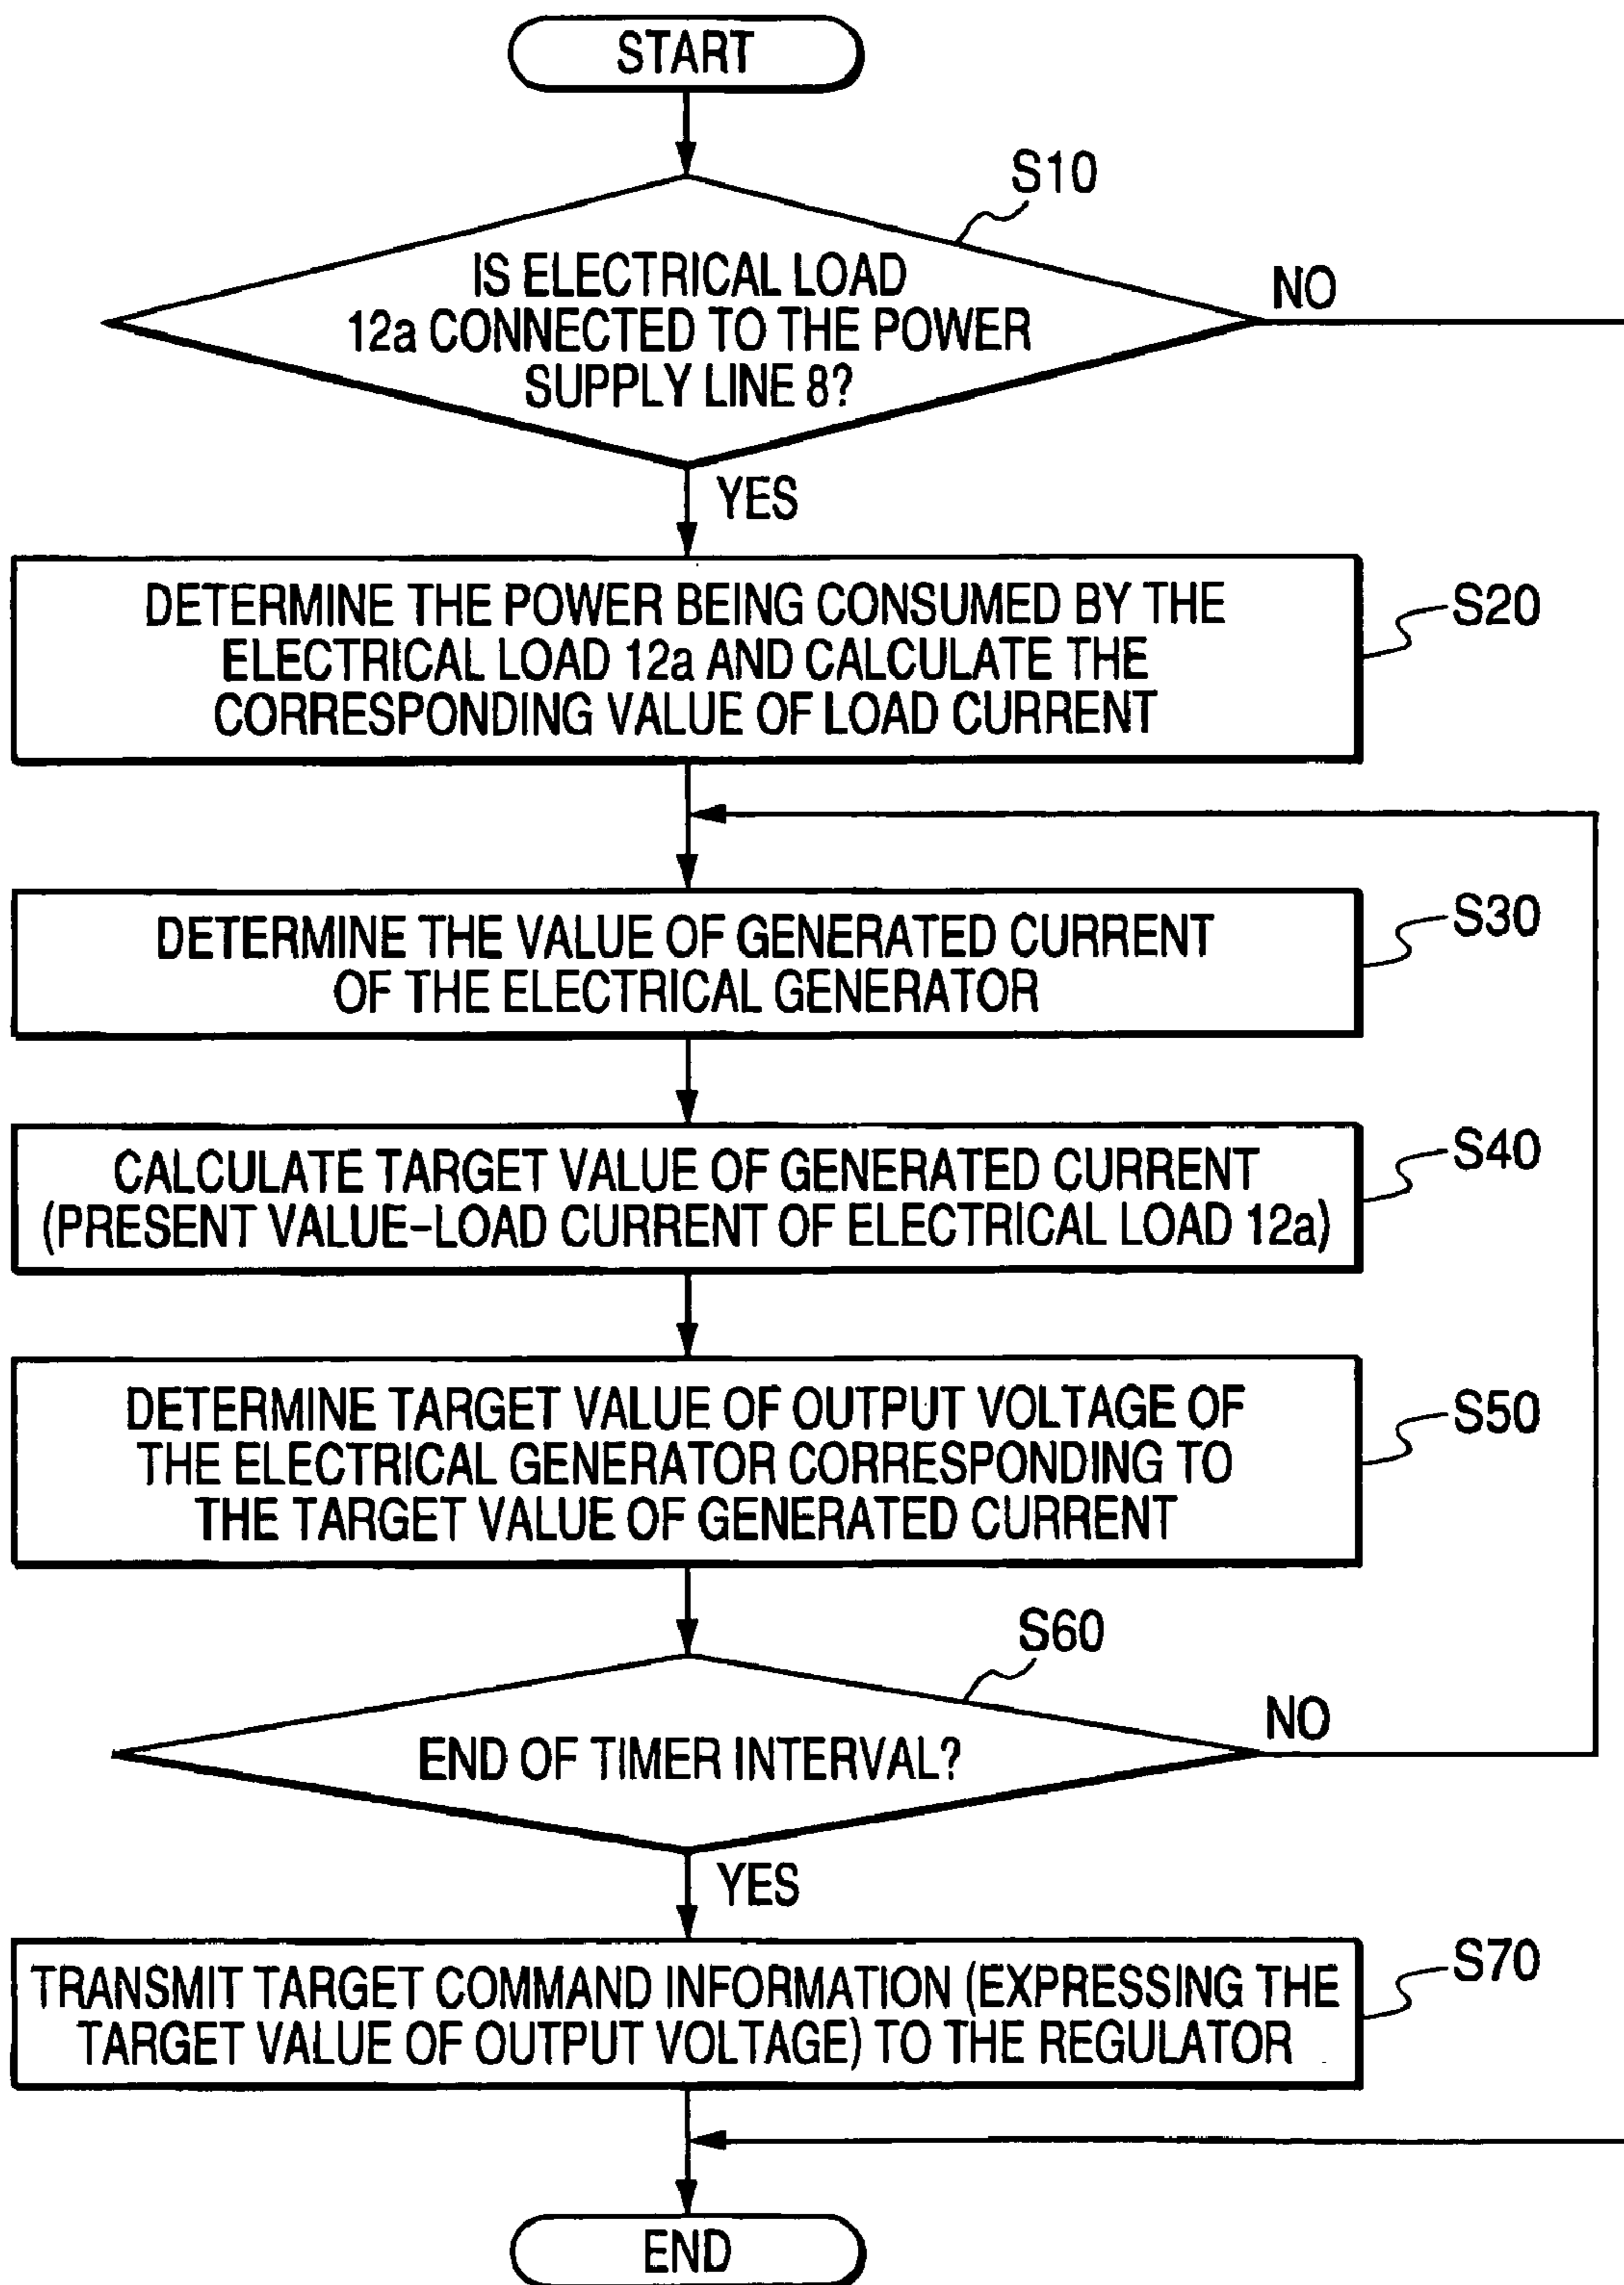 START
S10
IS ELECTRICAL LOAD
12a CONNECTED TO THE POWER
SUPPLY LINE 8?
NO
YES
DETERMINE THE POWER BEING CONSUMED BY THE
ELECTRICAL LOAD 12a AND CALCULATE THE
CORRESPONDING VALUE OF LOAD CURRENT
S20
DETERMINE THE VALUE OF GENERATED CURRENT
OF THE ELECTRICAL GENERATOR
S30
CALCULATE TARGET VALUE OF GENERATED CURRENT
(PRESENT VALUE-LOAD CURRENT OF ELECTRICAL LOAD 12a)
S40
DETERMINE TARGET VALUE OF OUTPUT VOLTAGE OF
THE ELECTRICAL GENERATOR CORRESPONDING TO
THE TARGET VALUE OF GENERATED CURRENT
S50
S60
END OF TIMER INTERVAL?
NO
YES
TRANSMIT TARGET COMMAND INFORMATION (EXPRESSING THE
TARGET VALUE OF OUTPUT VOLTAGE) TO THE REGULATOR
S70
END